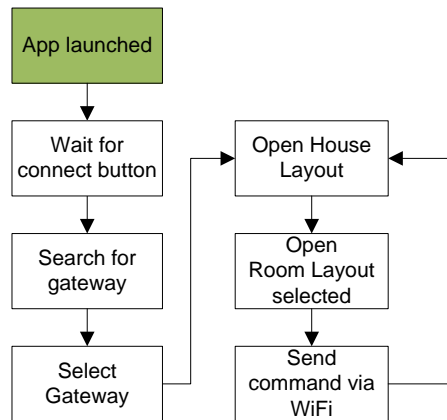 App launched
Wait for
connect button
Search for
gateway
Select
Gateway
Open House
Layout
Open
Room Layout
selected
Send
command via
WiFi